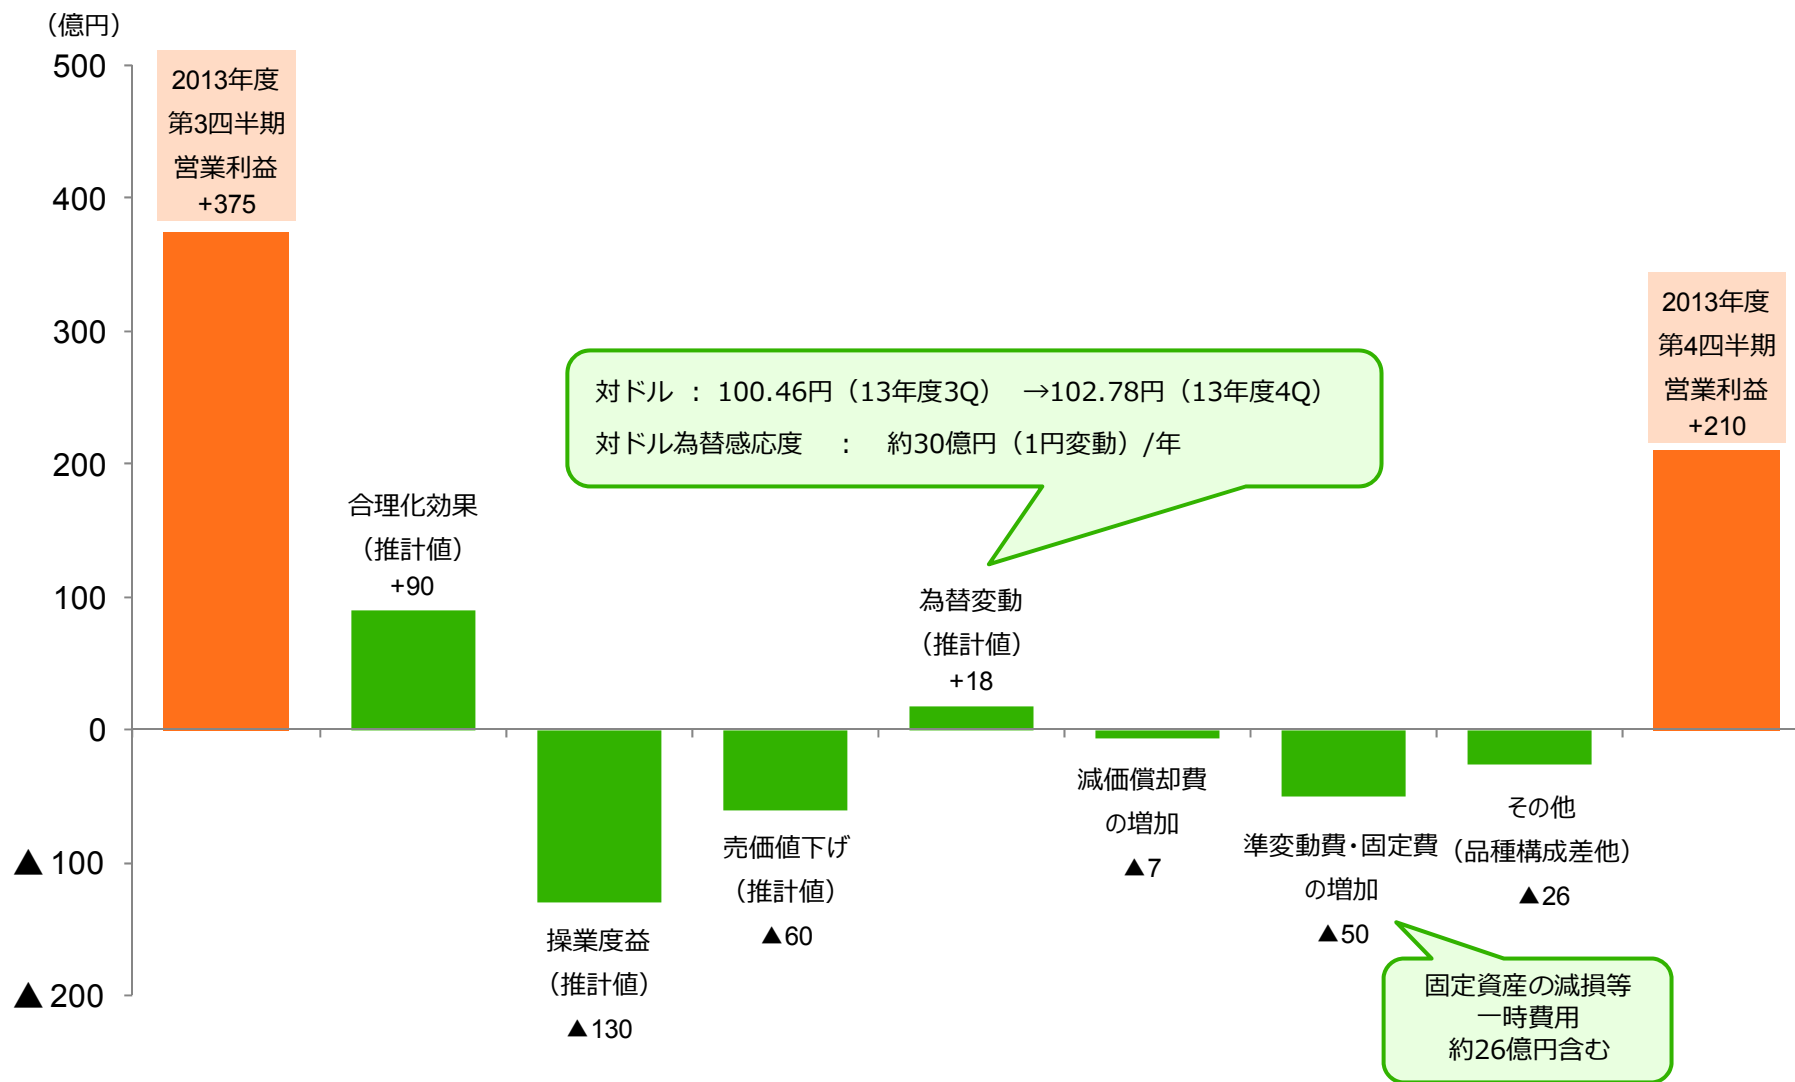 （億円）
500
400
300
200
100
0
▲ 100
▲ 200
2013年度
第3四半期
営業利益
+375
合理化効果
（推計値）
+90
操業度益
（推計値）
▲130
売価値下げ
（推計値）
▲60
対ドル ： 100.46円（13年度3Q） →102.78円（13年度4Q）
対ドル為替感応度 ： 約30億円（1円変動）/年
為替変動
（推計値）
+18
減価償却費
の増加
▲7
準変動費・固定費
の増加
▲50
固定資産の減損等
一時費用
約26億円含む
その他
（品種構成差他）
▲26
2013年度
第4四半期
営業利益
+210